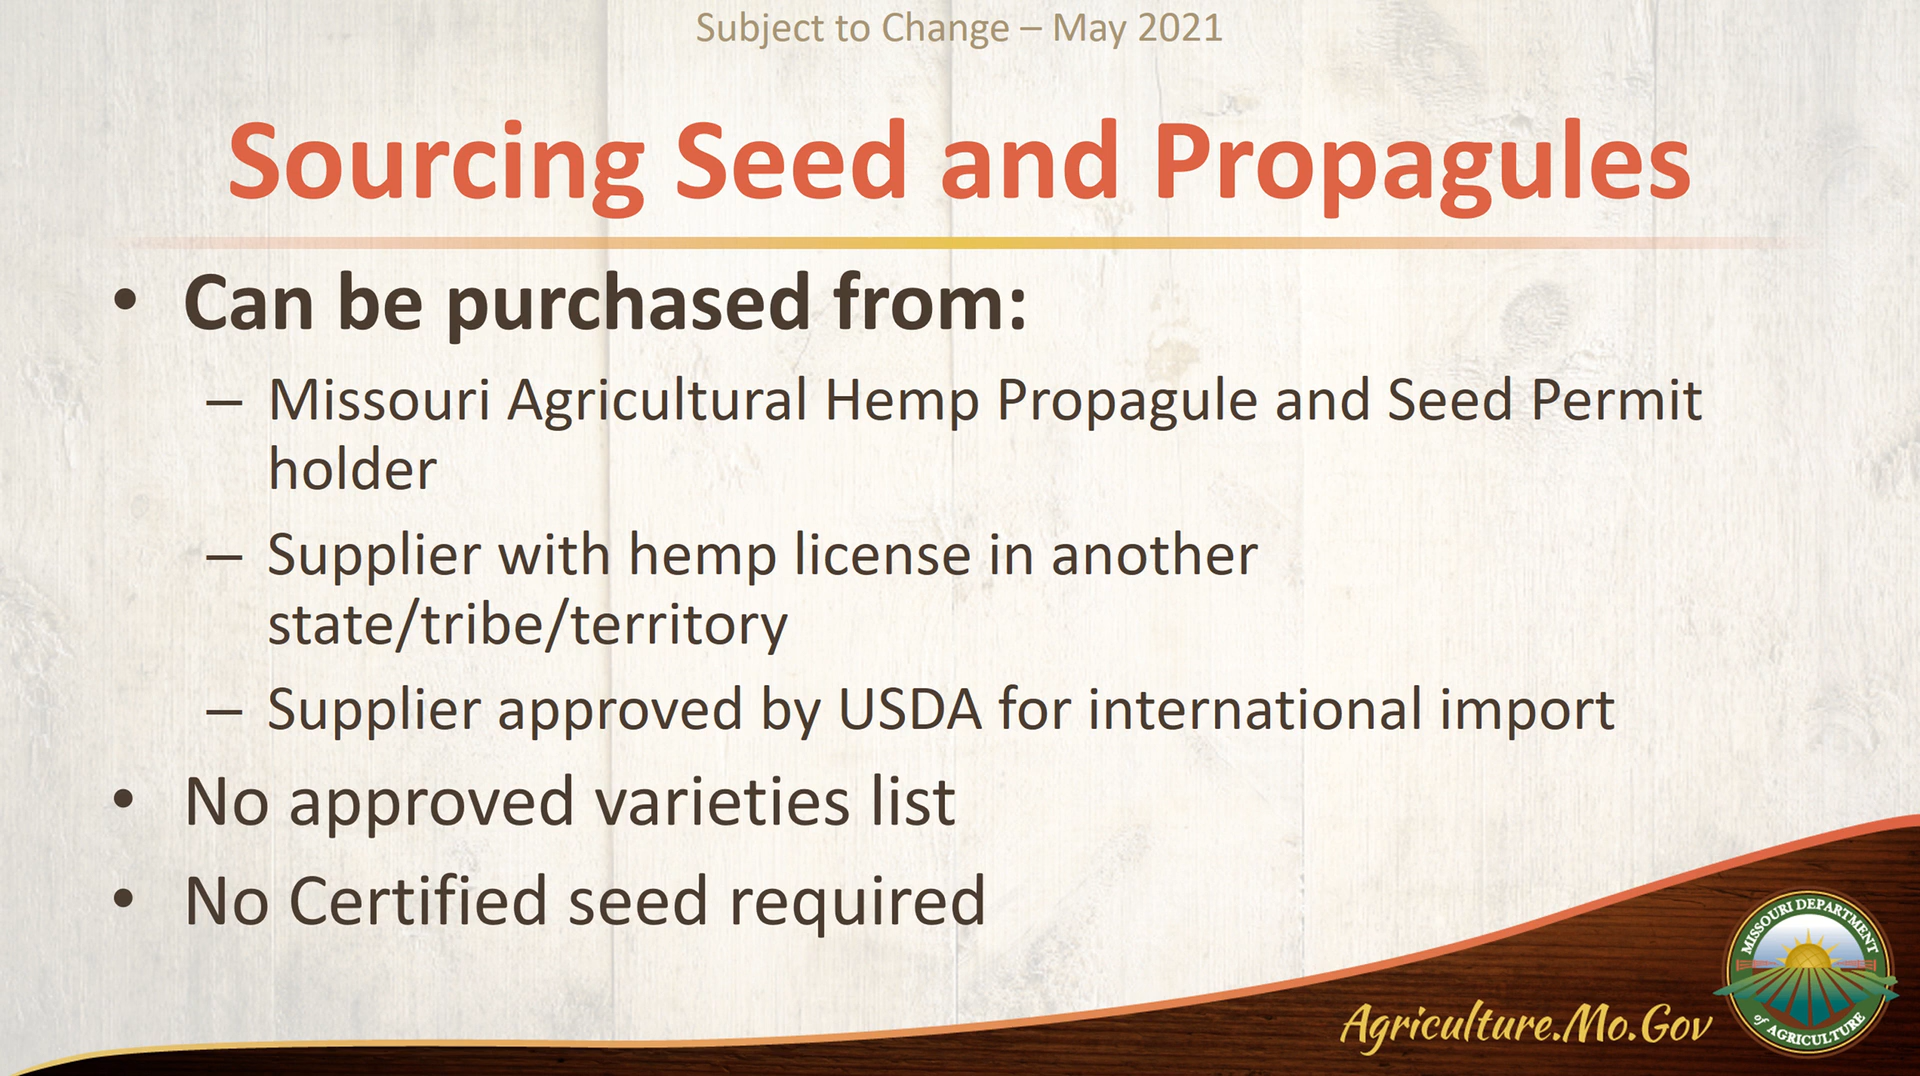 Subject to Change – May 2021
Sourcing Seed and Propagules
• Can be purchased from:
– Missouri Agricultural Hemp Propagule and Seed Permit
holder
– Supplier with hemp license in another
state/tribe/territory
– Supplier approved by USDA for international import
• No approved varieties list
• No Certified seed required
Agriculture.Mo.Gov
MISSOURI DEPARTMENT
of AGRICULTURE